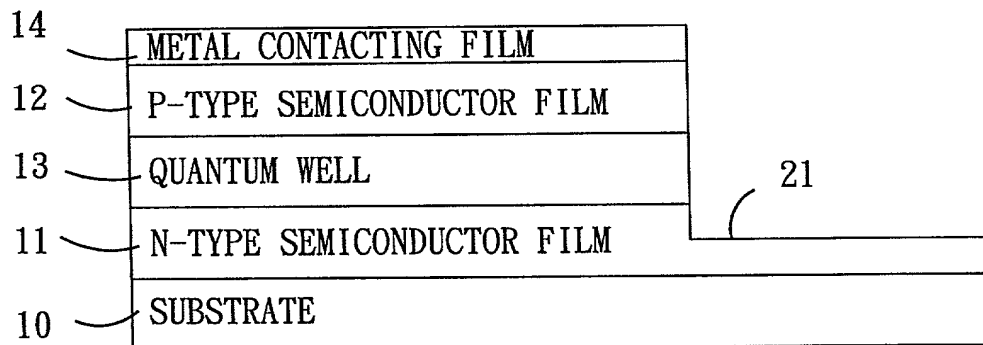 14 METAL CONTACTING FILM
12 P-TYPE SEMICONDUCTOR FILM
13 QUANTUM WELL
21
11 N-TYPE SEMICONDUCTOR FILM
10 SUBSTRATE